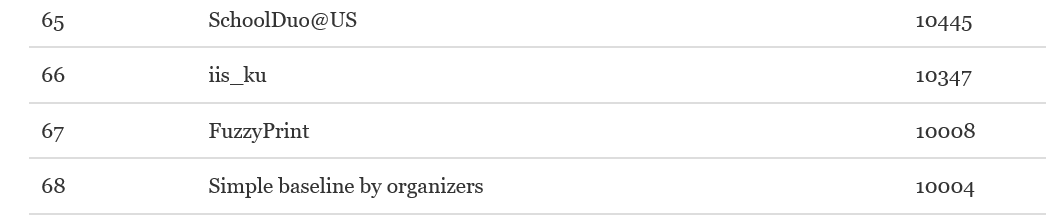 65 SchoolDuo@US 10445
66 iis_ku 10347
67 FuzzyPrint 10008
68 Simple baseline by organizers 10004